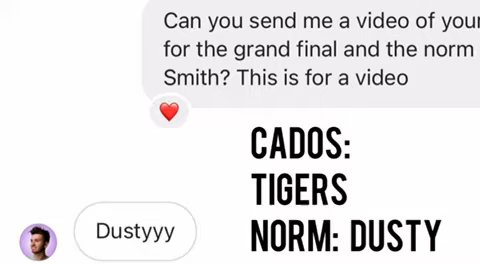 Can you send me a video of your
for the grand final and the norm
Smith? This is for a video
CADOS:
TIGERS
Dustyyy
NORM: DUSTY